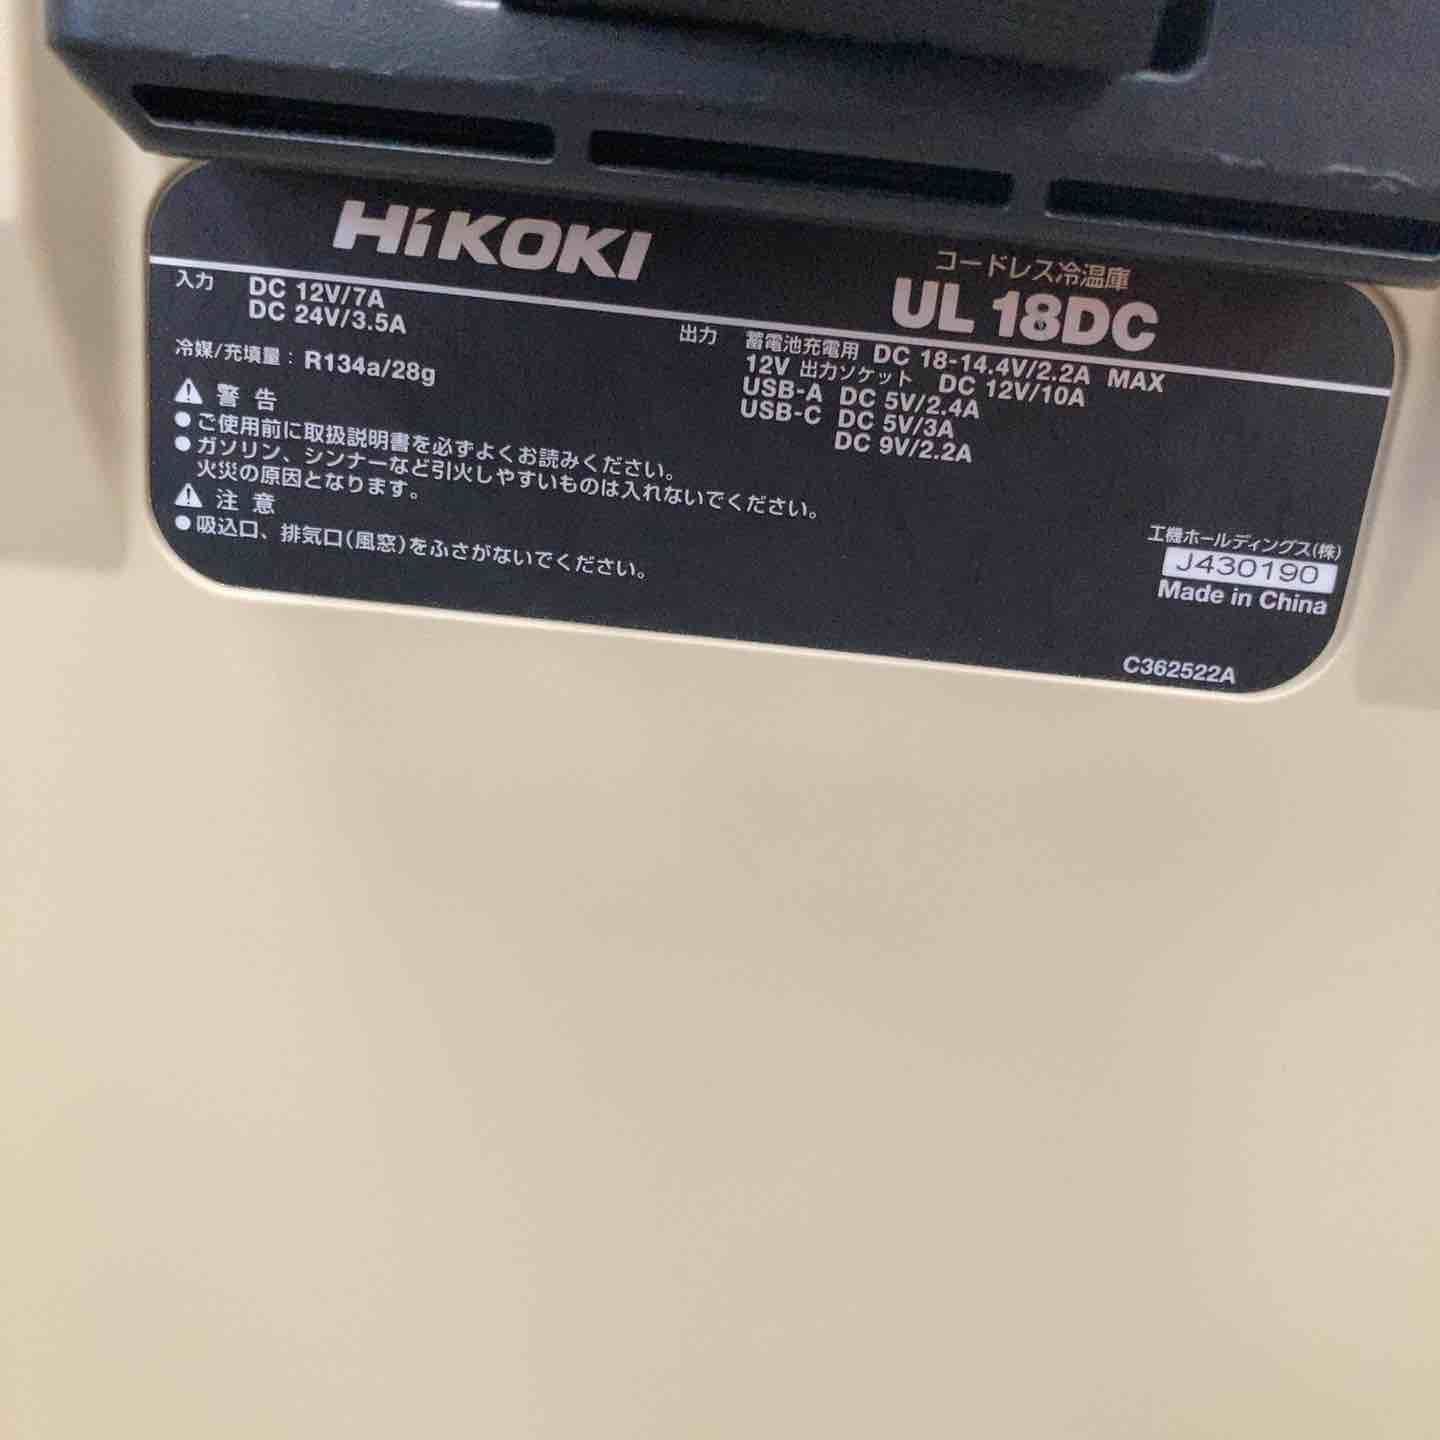 HiKOKI
コードレス冷温庫
UL 18DC
入力 DC 12V/7A
DC 24V/3.5A
冷媒/充填量: R134a/28g
出力 蓄電池充電用 DC 18-14.4V/2.2A MAX
12V 出力ソケット DC 12V/10A
USB-A DC 5V/2.4A
USB-C DC 5V/3A
DC 9V/2.2A
⚠ 警告
●ご使用前に取扱説明書を必ずよくお読みください。
●ガソリン、シンナーなど引火しやすいものは入れないでください。
火災の原因となります。
⚠ 注意
●吸込口、排気口(風窓)をふさがないでください。
工機ホールディングス(株)
J430190
Made in China
C362522A